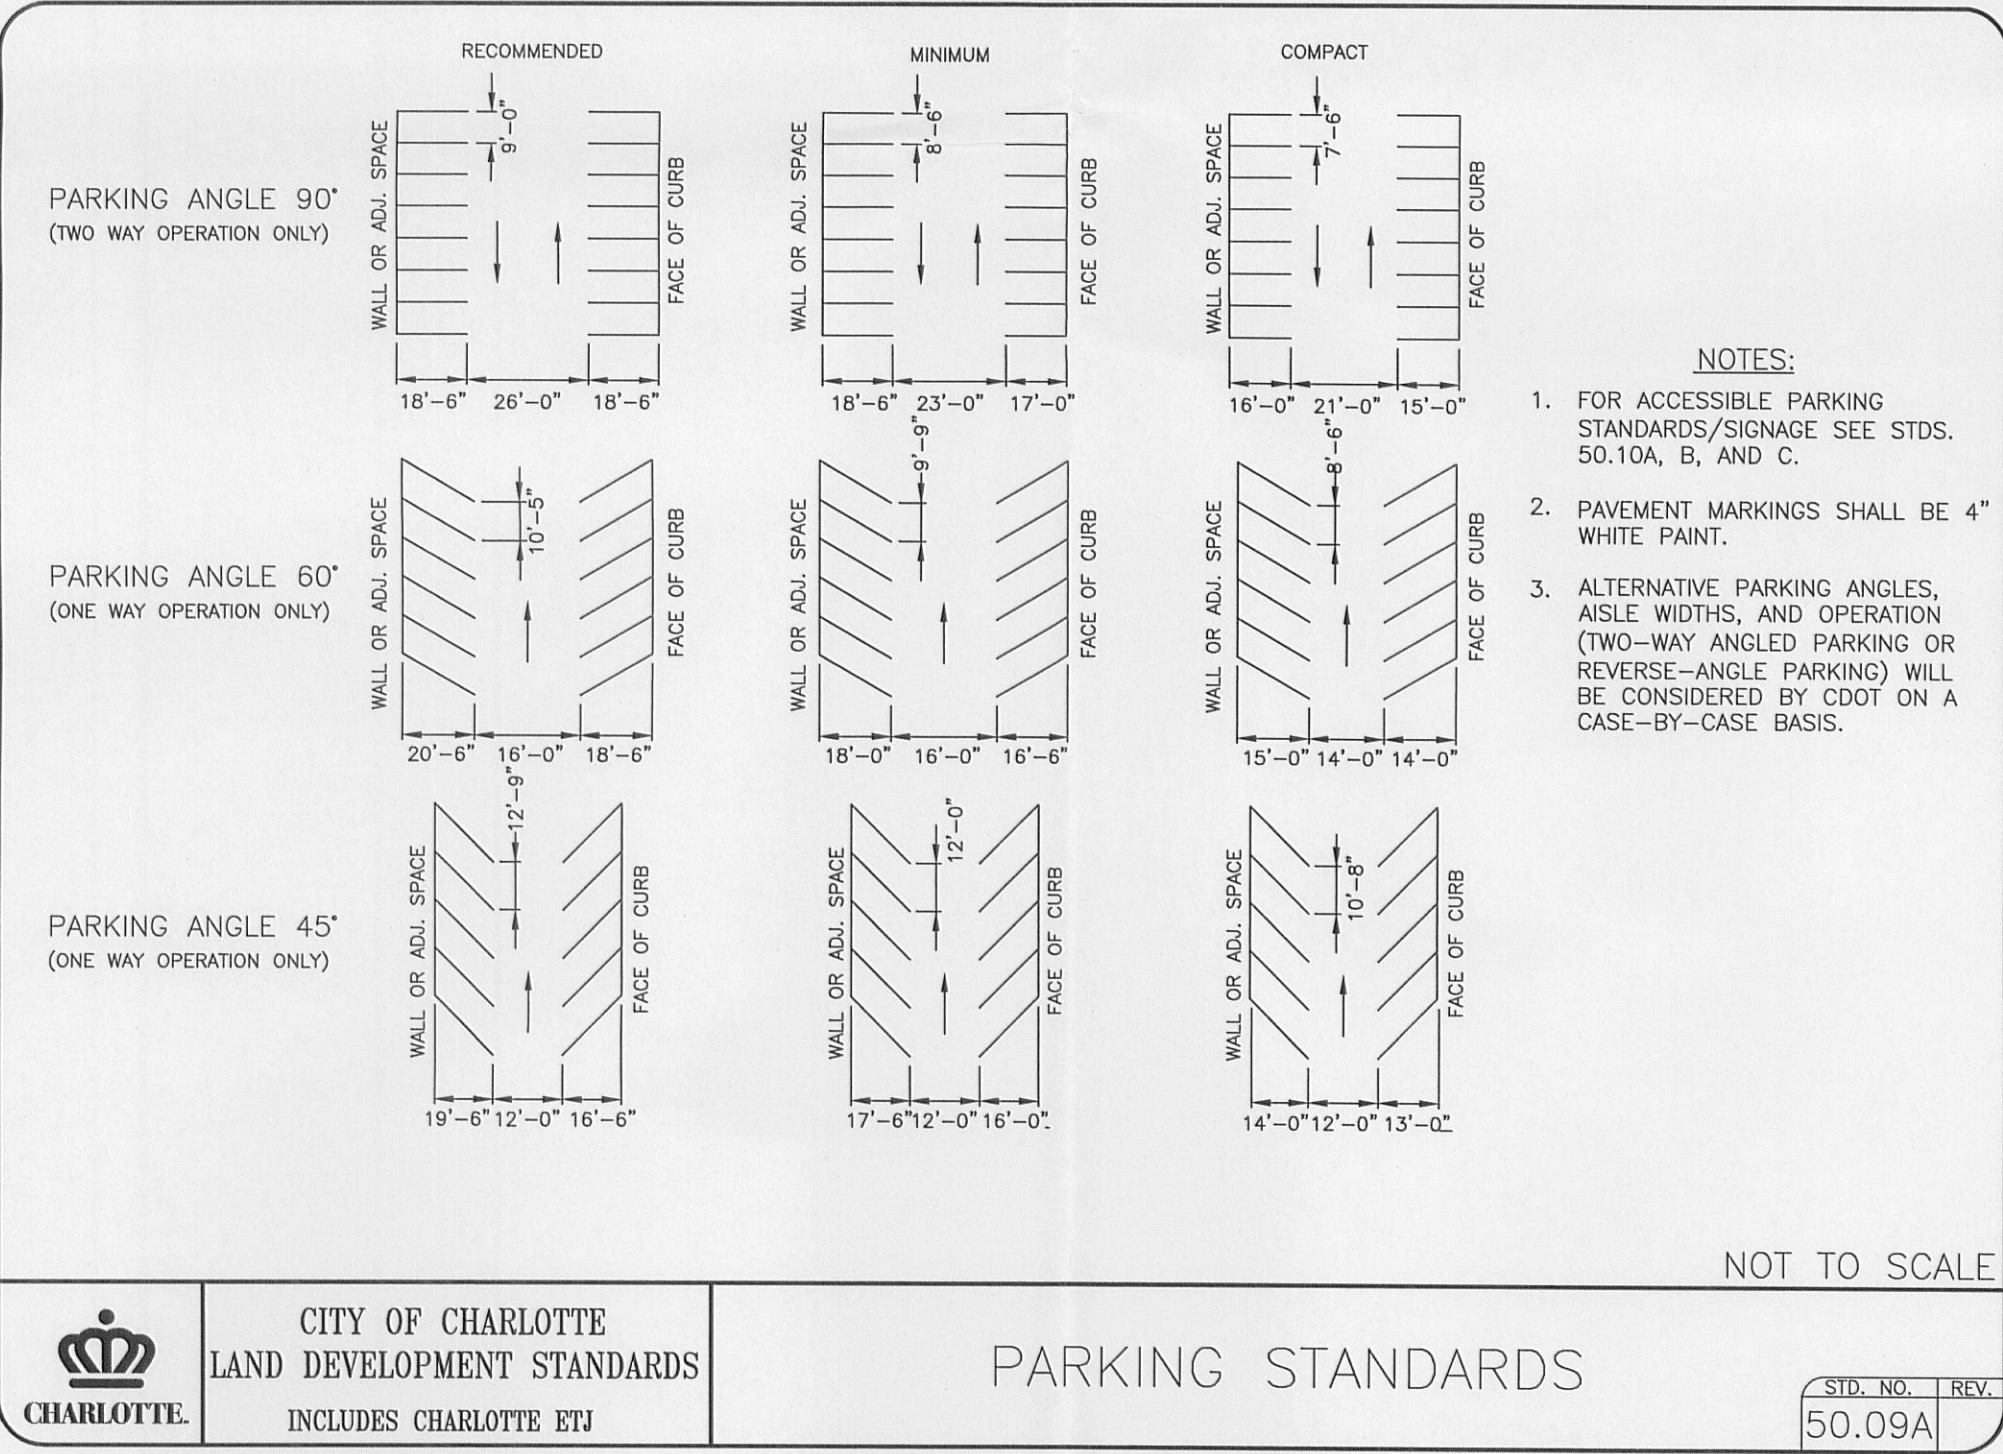 RECOMMENDED
MINIMUM
COMPACT
PARKING ANGLE 90°
(TWO WAY OPERATION ONLY)
WALL OR ADJ. SPACE
9'-0"
FACE OF CURB
18'-6" 26'-0" 18'-6"
WALL OR ADJ. SPACE
8'-6"
FACE OF CURB
18'-6" 23'-0" 17'-0"
WALL OR ADJ. SPACE
7'-6"
FACE OF CURB
16'-0" 21'-0" 15'-0"
PARKING ANGLE 60°
(ONE WAY OPERATION ONLY)
WALL OR ADJ. SPACE
10'-5"
FACE OF CURB
20'-6" 16'-0" 18'-6"
WALL OR ADJ. SPACE
9'-9"
FACE OF CURB
18'-0" 16'-0" 16'-6"
WALL OR ADJ. SPACE
8'-6"
FACE OF CURB
15'-0" 14'-0" 14'-0"
PARKING ANGLE 45°
(ONE WAY OPERATION ONLY)
WALL OR ADJ. SPACE
12'-9"
FACE OF CURB
19'-6" 12'-0" 16'-6"
WALL OR ADJ. SPACE
12'-0"
FACE OF CURB
17'-6" 12'-0" 16'-0"
WALL OR ADJ. SPACE
10'-8"
FACE OF CURB
14'-0" 12'-0" 13'-0"
NOTES:
1. FOR ACCESSIBLE PARKING
STANDARDS/SIGNAGE SEE STDS.
50.10A, B, AND C.
2. PAVEMENT MARKINGS SHALL BE 4"
WHITE PAINT.
3. ALTERNATIVE PARKING ANGLES,
AISLE WIDTHS, AND OPERATION
(TWO-WAY ANGLED PARKING OR
REVERSE-ANGLE PARKING) WILL
BE CONSIDERED BY CDOT ON A
CASE-BY-CASE BASIS.
NOT TO SCALE
CHARLOTTE.
CITY OF CHARLOTTE
LAND DEVELOPMENT STANDARDS
INCLUDES CHARLOTTE ETJ
PARKING STANDARDS
STD. NO. REV.
50.09A